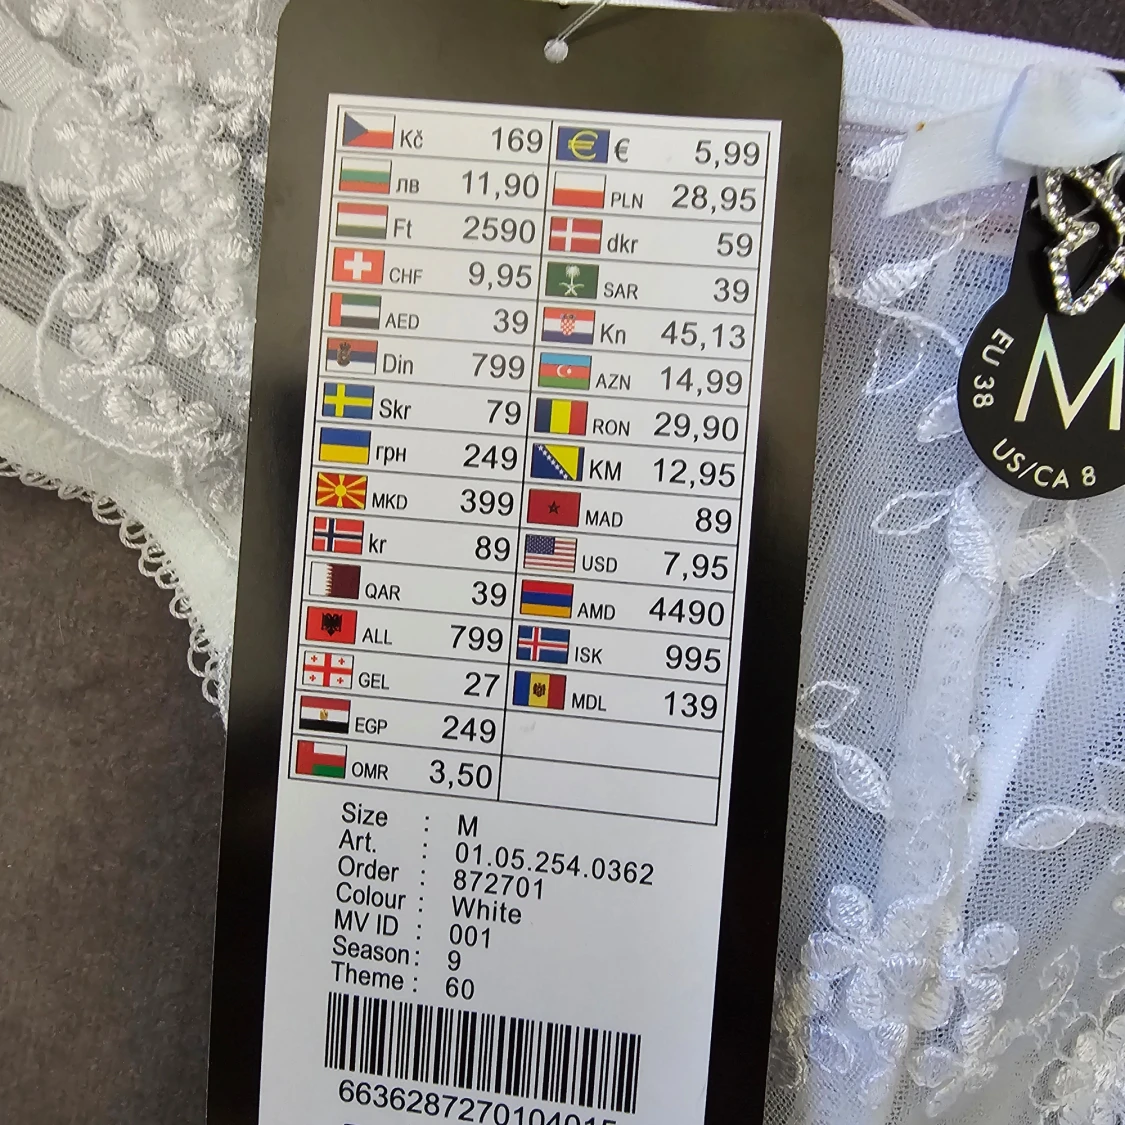 Kč 169 € 5,99
лв 11,90 PLN 28,95
Ft 2590 dkr 59
CHF 9,95 SAR 39
AED 39 Kn 45,13
Din 799 AZN 14,99
Skr 79 RON 29,90
грн 249 KM 12,95
MKD 399 MAD 89
kr 89 USD 7,95
QAR 39 AMD 4490
ALL 799 ISK 995
GEL 27 MDL 139
EGP 249
OMR 3,50
Size : M
Art. : 01.05.254.0362
Order : 872701
Colour : White
MV ID : 001
Season : 9
Theme : 60
M
EU 38
US/CA 8